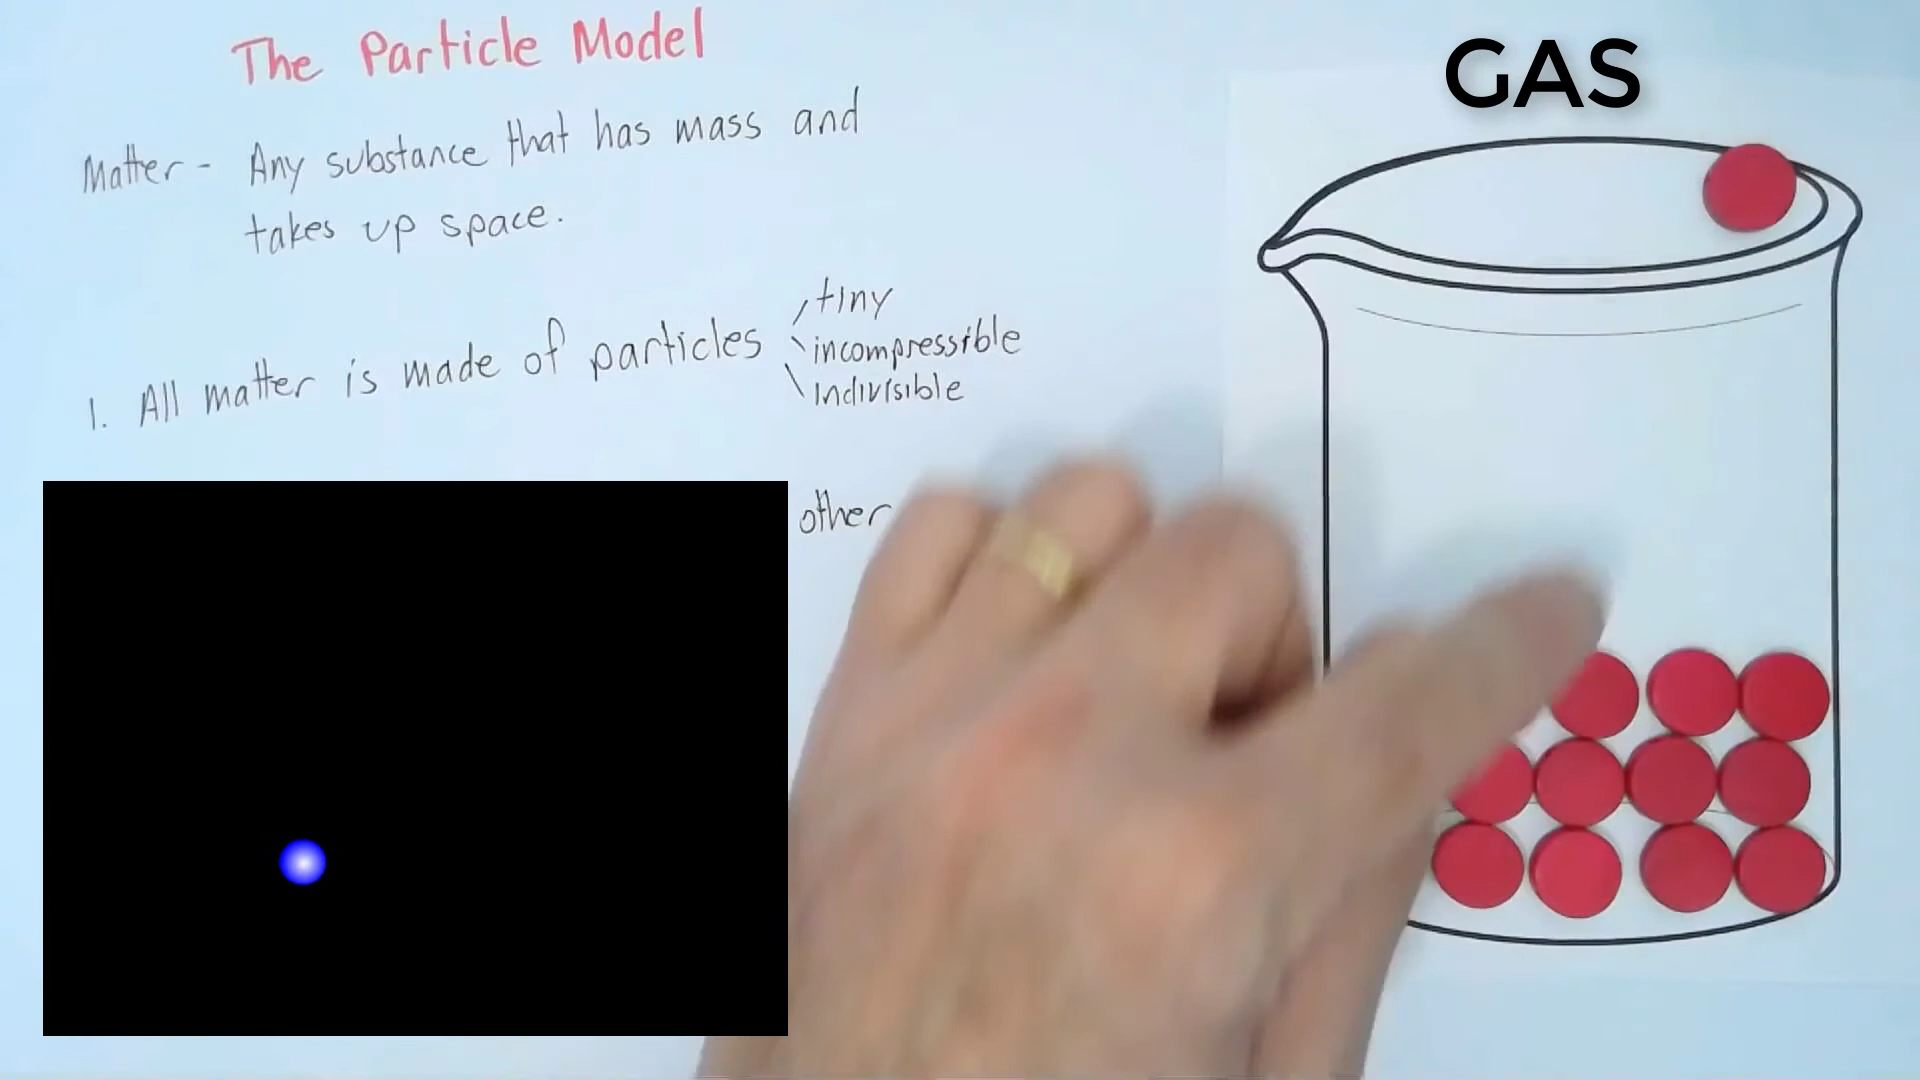 The Particle Model
GAS
Matter - Any substance that has mass and
takes up space.
1. All matter is made of particles
tiny
incompressible
indivisible
other